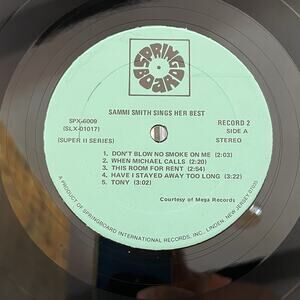 SPRING
BOARD
SAMMI SMITH SINGS HER BEST
SPX-6009
(SLX-01017)
RECORD 2
SIDE A
(SUPER II SERIES)
STEREO
1. DON'T BLOW NO SMOKE ON ME (2:03)
2. WHEN MICHAEL CALLS (2:20)
3. THIS ROOM FOR RENT (2:54)
4. HAVE I STAYED AWAY TOO LONG (3:22)
5. TONY (3:02)
Courtesy of Mega Records
A PRODUCT OF SPRINGBOARD INTERNATIONAL RECORDS, INC., LINDEN, NEW JERSEY 07036